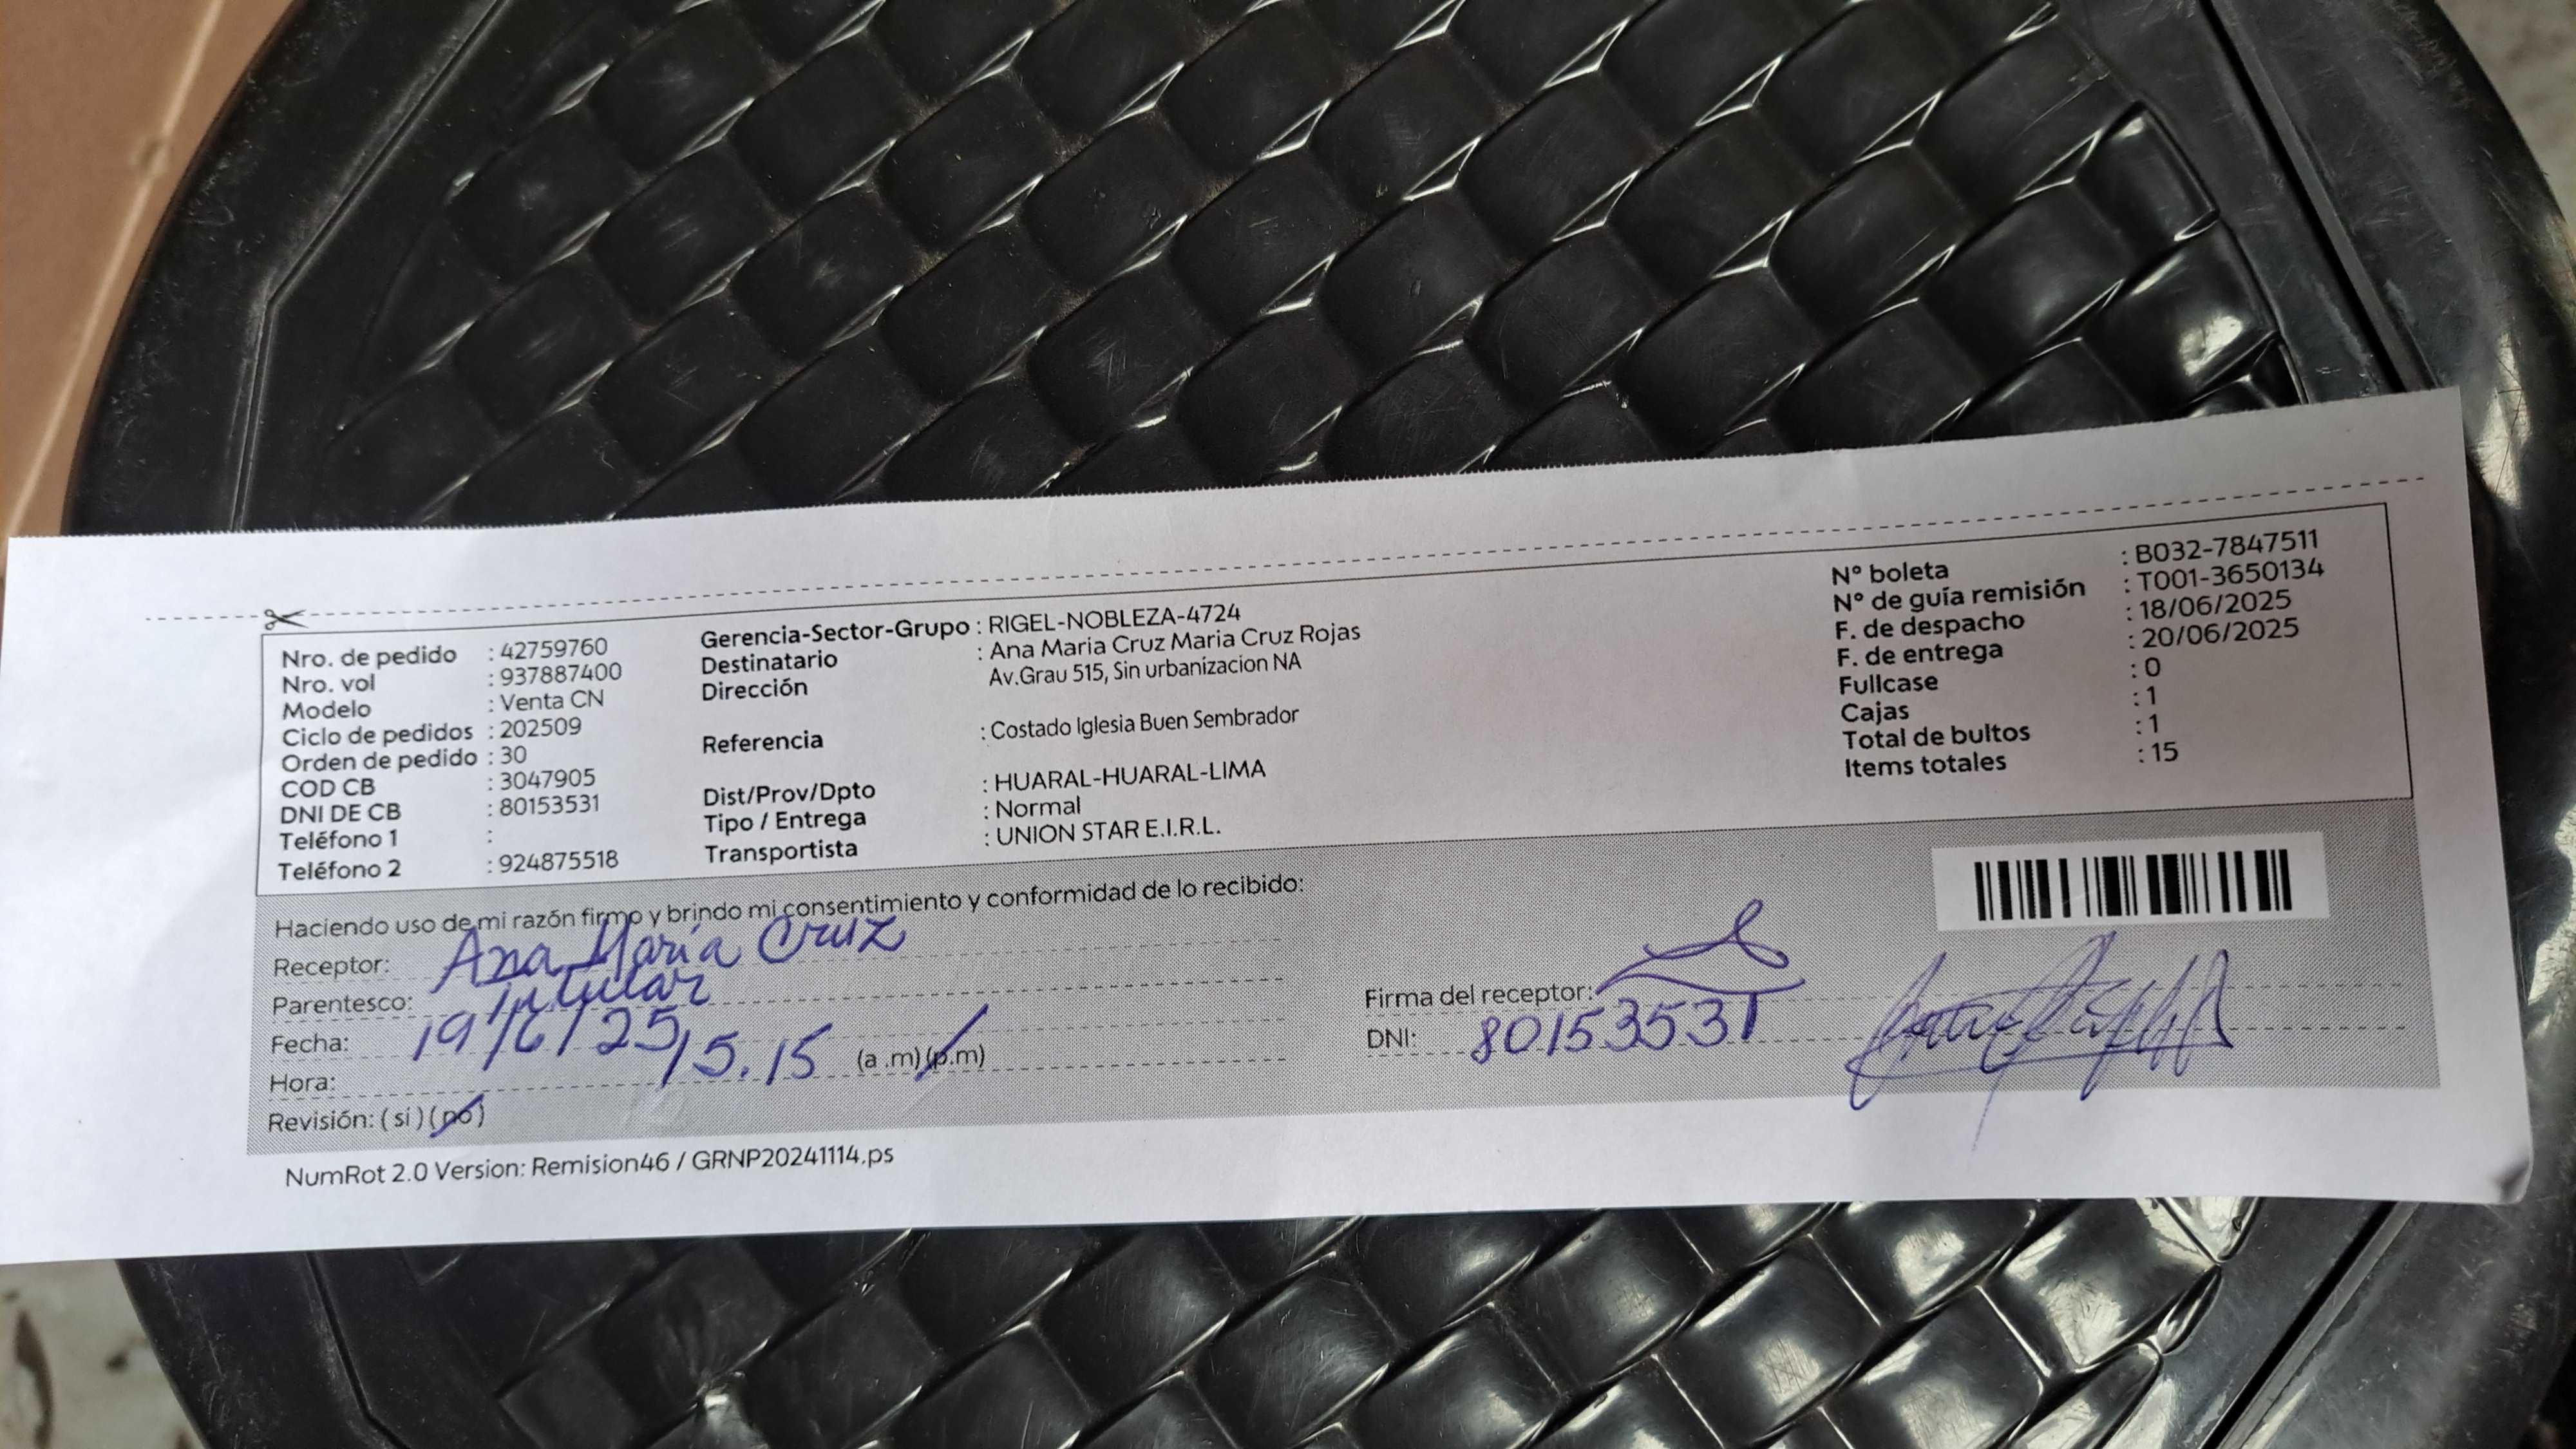 Nro. de pedido : 42759760
Nro. vol : 937887400
Modelo : Venta CN
Ciclo de pedidos : 202509
Orden de pedido : 30
COD CB : 3047905
DNI DE CB : 80153531
Teléfono 1 :
Teléfono 2 : 924875518
Gerencia-Sector-Grupo : RIGEL-NOBLEZA-4724
Destinatario : Ana Maria Cruz Maria Cruz Rojas
Dirección Av.Grau 515, Sin urbanizacion NA
Referencia : Costado Iglesia Buen Sembrador
Dist/Prov/Dpto : HUARAL-HUARAL-LIMA
Tipo / Entrega : Normal
Transportista : UNION STAR E.I.R.L.
N° boleta : B032-7847511
N° de guía remisión : T001-3650134
F. de despacho : 18/06/2025
F. de entrega : 20/06/2025
Fullcase : 0
Cajas : 1
Total de bultos : 1
Items totales : 15
Haciendo uso de mi razón firmo y brindo mi consentimiento y conformidad de lo recibido:
Receptor: Ana Maria Cruz
Parentesco: titular
Fecha: 19/6/25
Hora: 15.15 (a .m) (p.m)
Revisión: ( si ) ( no )
Firma del receptor:
DNI: 80153531
NumRot 2.0 Version: Remision46 / GRNP20241114.ps